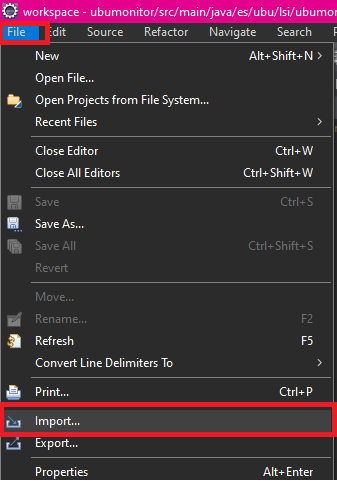 workspace - ubumonitor/src/main/java/es/ubu/lsi/ubumon
File Edit Source Refactor Navigate Search
New Alt+Shift+N >
Open File...
Open Projects from File System...
Recent Files >
Close Editor Ctrl+W
Close All Editors Ctrl+Shift+W
Save Ctrl+S
Save As...
Save All Ctrl+Shift+S
Revert
Move...
Rename... F2
Refresh F5
Convert Line Delimiters To >
Print... Ctrl+P
Import...
Export...
Properties Alt+Enter